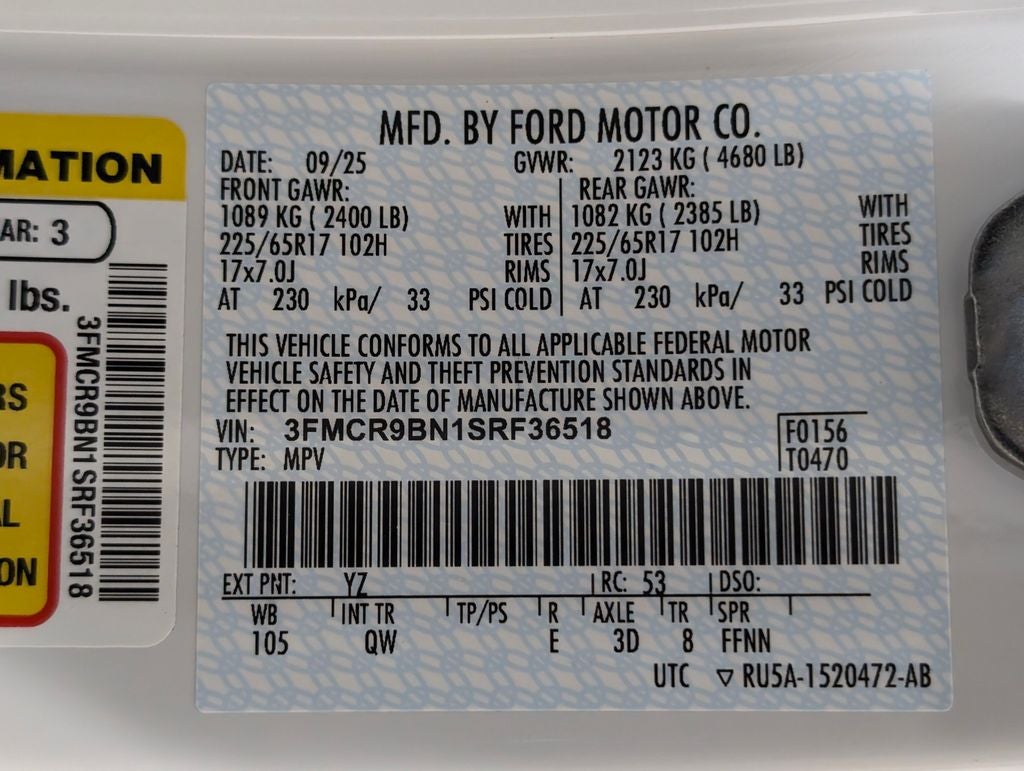 MATION
AR: 3
lbs.
3FMCR9BN1SRF36518
RS
OR
AL
ON
MFD. BY FORD MOTOR CO.
DATE: 09/25 GVWR: 2123 KG ( 4680 LB)
FRONT GAWR: REAR GAWR:
1089 KG ( 2400 LB) WITH 1082 KG ( 2385 LB) WITH
225/65R17 102H TIRES 225/65R17 102H TIRES
17x7.0J RIMS 17x7.0J RIMS
AT 230 kPa/ 33 PSI COLD AT 230 kPa/ 33 PSI COLD
THIS VEHICLE CONFORMS TO ALL APPLICABLE FEDERAL MOTOR
VEHICLE SAFETY AND THEFT PREVENTION STANDARDS IN
EFFECT ON THE DATE OF MANUFACTURE SHOWN ABOVE.
VIN: 3FMCR9BN1SRF36518 F0156
TYPE: MPV T0470
EXT PNT: YZ RC: 53 DSO:
WB INT TR TP/PS R AXLE TR SPR
105 QW E 3D 8 FFNN
UTC ▽ RU5A-1520472-AB